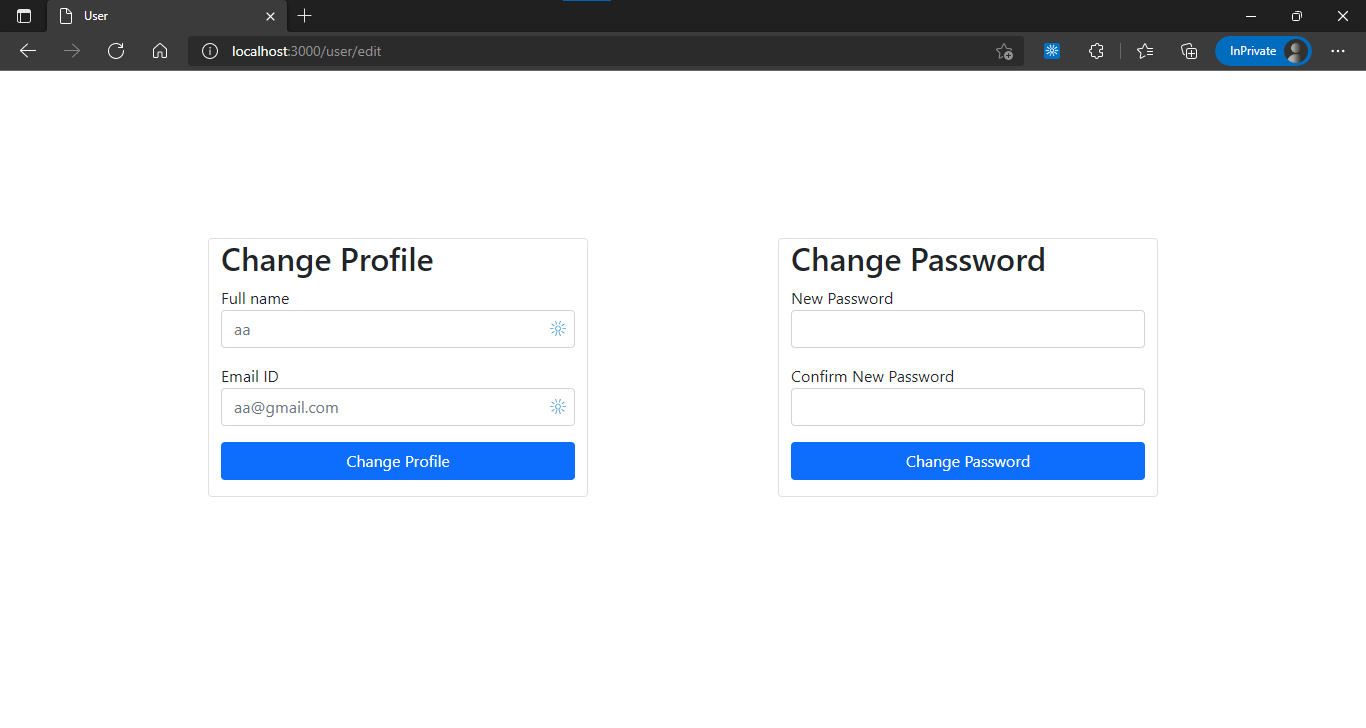 User
localhost:3000/user/edit
InPrivate
Change Profile
Full name
aa
Email ID
aa@gmail.com
Change Profile
Change Password
New Password
Confirm New Password
Change Password